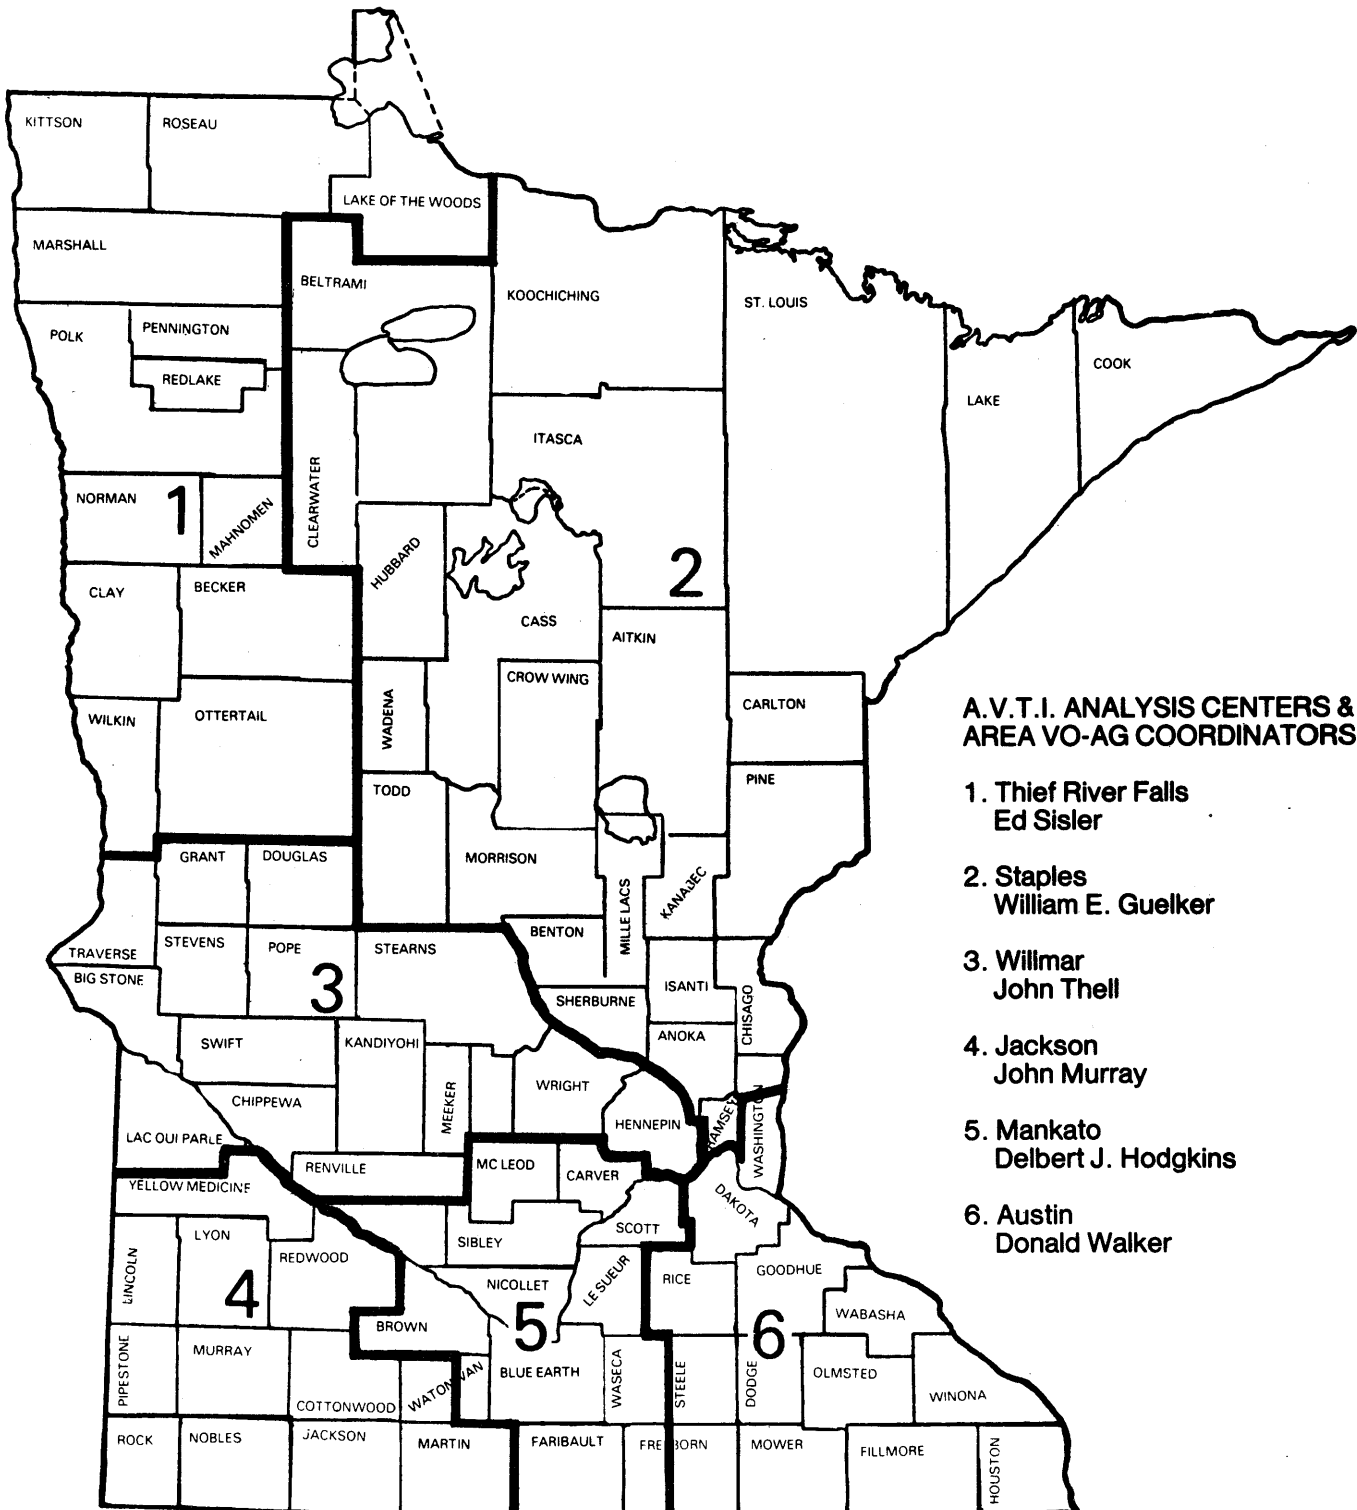 KITTSON
ROSEAU
LAKE OF THE WOODS
MARSHALL
BELTRAMI
KOOCHICHING
ST. LOUIS
POLK
PENNINGTON
REDLAKE
COOK
LAKE
ITASCA
CLEARWATER
NORMAN
1
MAHNOMEN
HUBBARD
2
CLAY
BECKER
CASS
AITKIN
CROW WING
WADENA
CARLTON
WILKIN
OTTERTAIL
PINE
TODD
GRANT
DOUGLAS
MORRISON
MILLE LACS
KANABEC
BENTON
TRAVERSE
STEVENS
POPE
STEARNS
BIG STONE
3
SHERBURNE
ISANTI
CHISAGO
SWIFT
KANDIYOHI
ANOKA
MEEKER
WRIGHT
CHIPPEWA
HENNEPIN
RAMSEY
WASHINGTON
LAC QUI PARLE
RENVILLE
MC LEOD
CARVER
YELLOW MEDICINE
DAKOTA
LYON
REDWOOD
SIBLEY
SCOTT
LINCOLN
4
NICOLLET
LE SUEUR
RICE
GOODHUE
BROWN
5
6
WABASHA
PIPESTONE
MURRAY
COTTONWOOD
WATONWAN
BLUE EARTH
WASECA
STEELE
DODGE
OLMSTED
WINONA
ROCK
NOBLES
JACKSON
MARTIN
FARIBAULT
FREEBORN
MOWER
FILLMORE
HOUSTON
A.V.T.I. ANALYSIS CENTERS &
AREA VO-AG COORDINATORS
1. Thief River Falls
Ed Sisler
2. Staples
William E. Guelker
3. Willmar
John Thell
4. Jackson
John Murray
5. Mankato
Delbert J. Hodgkins
6. Austin
Donald Walker